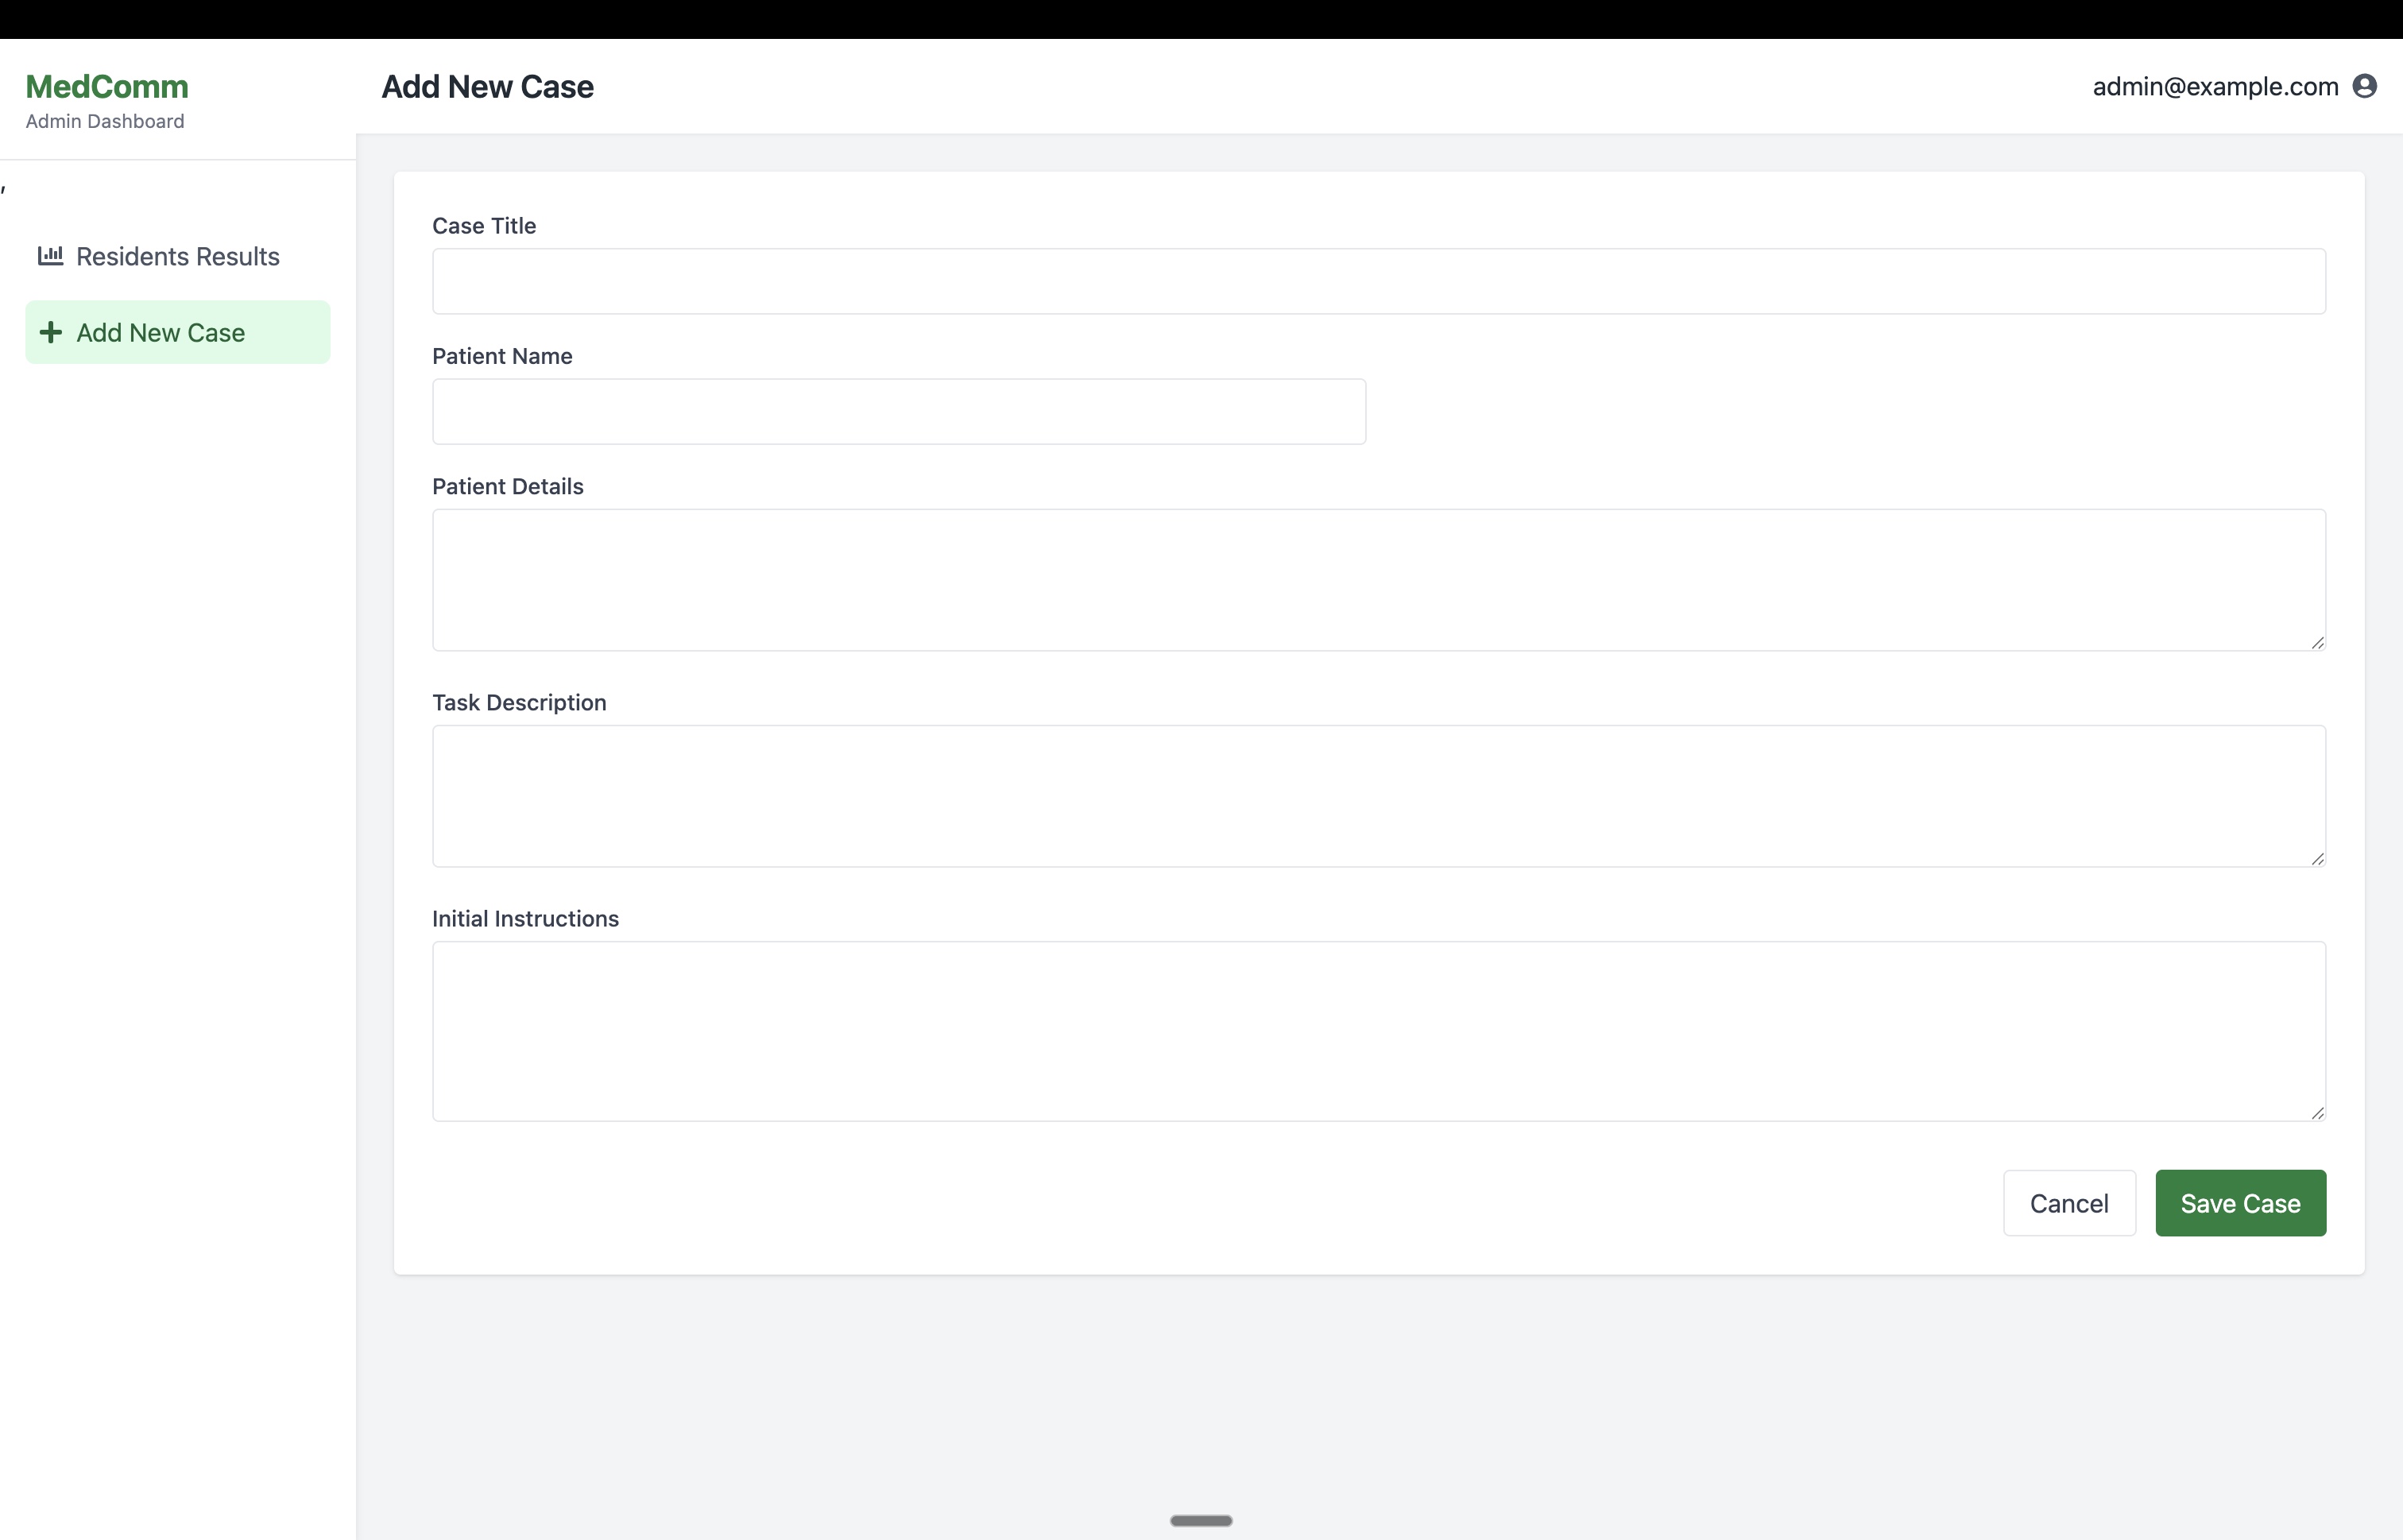 MedComm
Admin Dashboard
Add New Case
admin@example.com
,
Residents Results
Add New Case
Case Title
Patient Name
Patient Details
Task Description
Initial Instructions
Cancel
Save Case